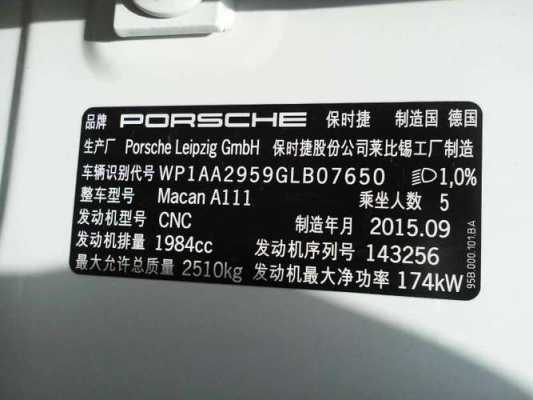 品牌 PORSCHE 保时捷 制造国 德国
生产厂 Porsche Leipzig GmbH 保时捷股份公司莱比锡工厂制造
车辆识别代号 WP1AA2959GLB07650 1,0%
整车型号 Macan A111 乘坐人数 5
发动机型号 CNC 制造年月 2015.09
发动机排量 1984cc 发动机序列号 143256
最大允许总质量 2510kg 发动机最大净功率 174kW
95B.000.101.BA